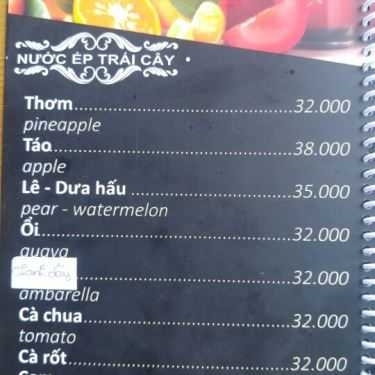 NƯỚC ÉP TRÁI CÂY
Thơm 32.000
pineapple
Táo 38.000
apple
Lê - Dưa hấu 35.000
pear - watermelon
Ổi 32.000
guava
32.000
ambarella
Cà chua 32.000
tomato
Cà rốt 32.000